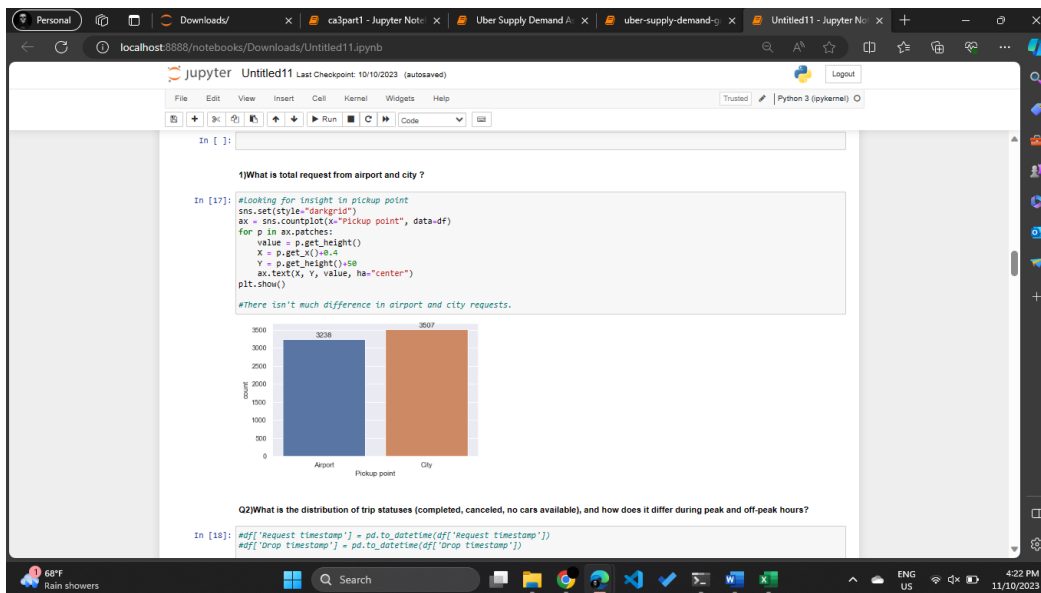 Personal
Downloads/
ca3part1 - Jupyter Note
Uber Supply Demand A
uber-supply-demand-g
Untitled11 - Jupyter No
localhost:8888/notebooks/Downloads/Untitled11.ipynb
jupyter Untitled11 Last Checkpoint: 10/10/2023 (autosaved)
Logout
File Edit View Insert Cell Kernel Widgets Help
Trusted Python 3 (ipykernel)
Run Code
In [ ]:
1)What is total request from airport and city ?
In [17]: #Looking for insight in pickup point
sns.set(style="darkgrid")
ax = sns.countplot(x="Pickup point", data=df)
for p in ax.patches:
value = p.get_height()
X = p.get_x()+0.4
Y = p.get_height()+50
ax.text(X, Y, value, ha="center")
plt.show()
#There isn't much difference in airport and city requests.
3500
3000
2500
2000
1500
1000
500
0
count
3238
3507
Airport City
Pickup point
Q2)What is the distribution of trip statuses (completed, canceled, no cars available), and how does it differ during peak and off-peak hours?
In [18]: #df['Request timestamp'] = pd.to_datetime(df['Request timestamp'])
#df['Drop timestamp'] = pd.to_datetime(df['Drop timestamp'])
1
68°F
Rain showers
Search
ENG
US
4:22 PM
11/10/2023